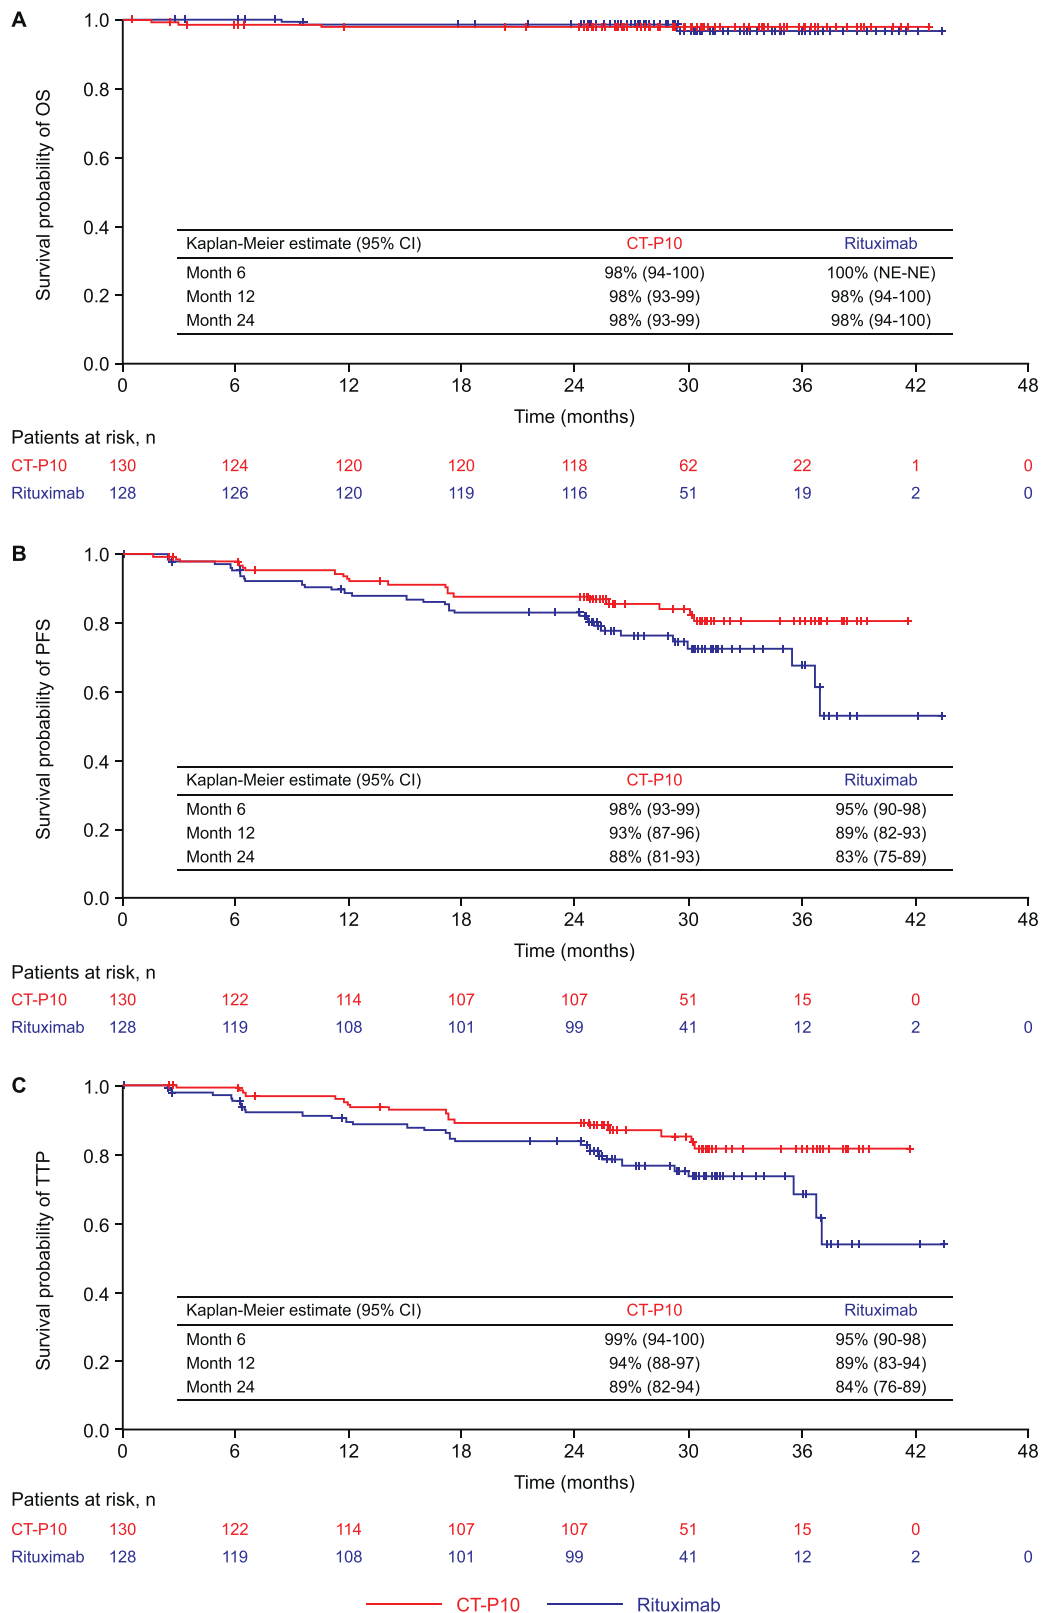 A
Survival probability of OS
1.0
0.8
0.6
0.4
0.2
0.0
Kaplan-Meier estimate (95% CI) CT-P10 Rituximab
Month 6 98% (94-100) 100% (NE-NE)
Month 12 98% (93-99) 98% (94-100)
Month 24 98% (93-99) 98% (94-100)
0 6 12 18 24 30 36 42 48
Time (months)
Patients at risk, n
CT-P10 130 124 120 120 118 62 22 1 0
Rituximab 128 126 120 119 116 51 19 2 0
B
Survival probability of PFS
1.0
0.8
0.6
0.4
0.2
0.0
Kaplan-Meier estimate (95% CI) CT-P10 Rituximab
Month 6 98% (93-99) 95% (90-98)
Month 12 93% (87-96) 89% (82-93)
Month 24 88% (81-93) 83% (75-89)
0 6 12 18 24 30 36 42 48
Time (months)
Patients at risk, n
CT-P10 130 122 114 107 107 51 15 0
Rituximab 128 119 108 101 99 41 12 2 0
C
Survival probability of TTP
1.0
0.8
0.6
0.4
0.2
0.0
Kaplan-Meier estimate (95% CI) CT-P10 Rituximab
Month 6 99% (94-100) 95% (90-98)
Month 12 94% (88-97) 89% (83-94)
Month 24 89% (82-94) 84% (76-89)
0 6 12 18 24 30 36 42 48
Time (months)
Patients at risk, n
CT-P10 130 122 114 107 107 51 15 0
Rituximab 128 119 108 101 99 41 12 2 0
CT-P10 Rituximab